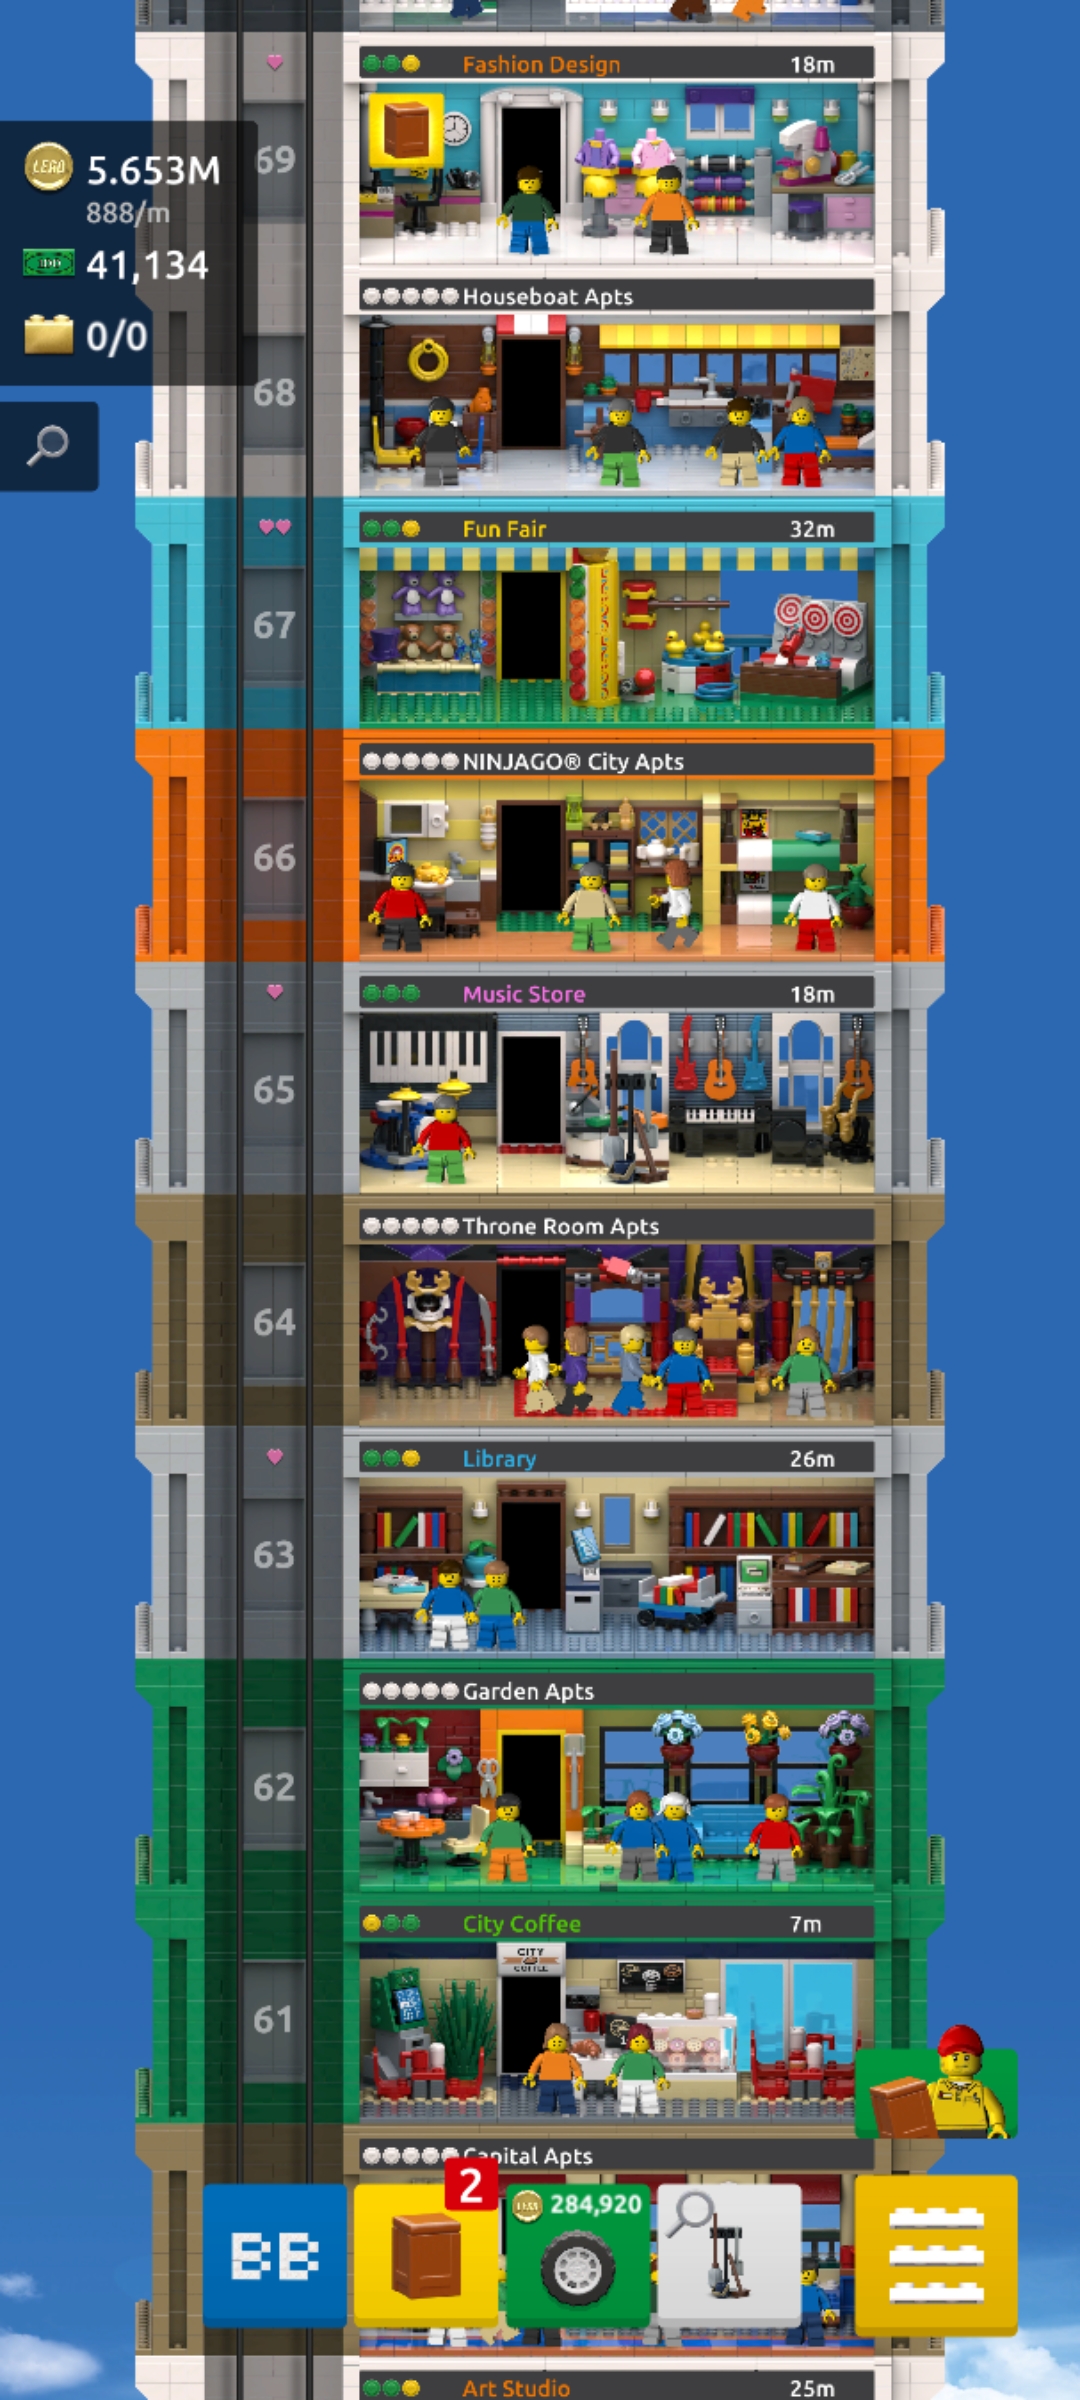 Fashion Design 18m
69
LEGO 5.653M
888/m
41,134
0/0
Houseboat Apts
68
Fun Fair 32m
67
NINJAGO® City Apts
66
Music Store 18m
65
Throne Room Apts
64
Library 26m
63
Garden Apts
62
City Coffee 7m
CITY
COFFEE
61
Capital Apts
2
284,920
BB
Art Studio 25m